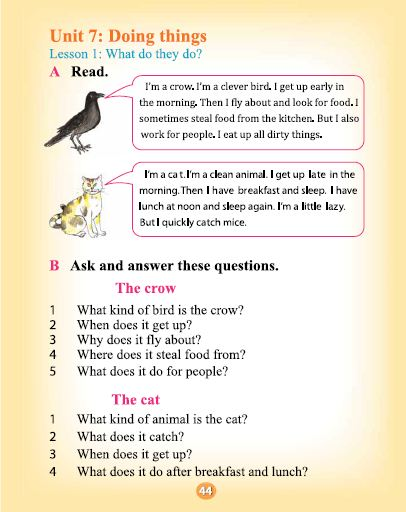 Unit 7: Doing things
Lesson 1: What do they do?
A Read.
I'm a crow. I'm a clever bird. I get up early in
the morning. Then I fly about and look for food. I
sometimes steal food from the kitchen. But I also
work for people. I eat up all dirty things.
I'm a cat. I'm a clean animal. I get up late in the
morning. Then I have breakfast and sleep. I have
lunch at noon and sleep again. I'm a little lazy.
But I quickly catch mice.
B Ask and answer these questions.
The crow
1 What kind of bird is the crow?
2 When does it get up?
3 Why does it fly about?
4 Where does it steal food from?
5 What does it do for people?
The cat
1 What kind of animal is the cat?
2 What does it catch?
3 When does it get up?
4 What does it do after breakfast and lunch?
44